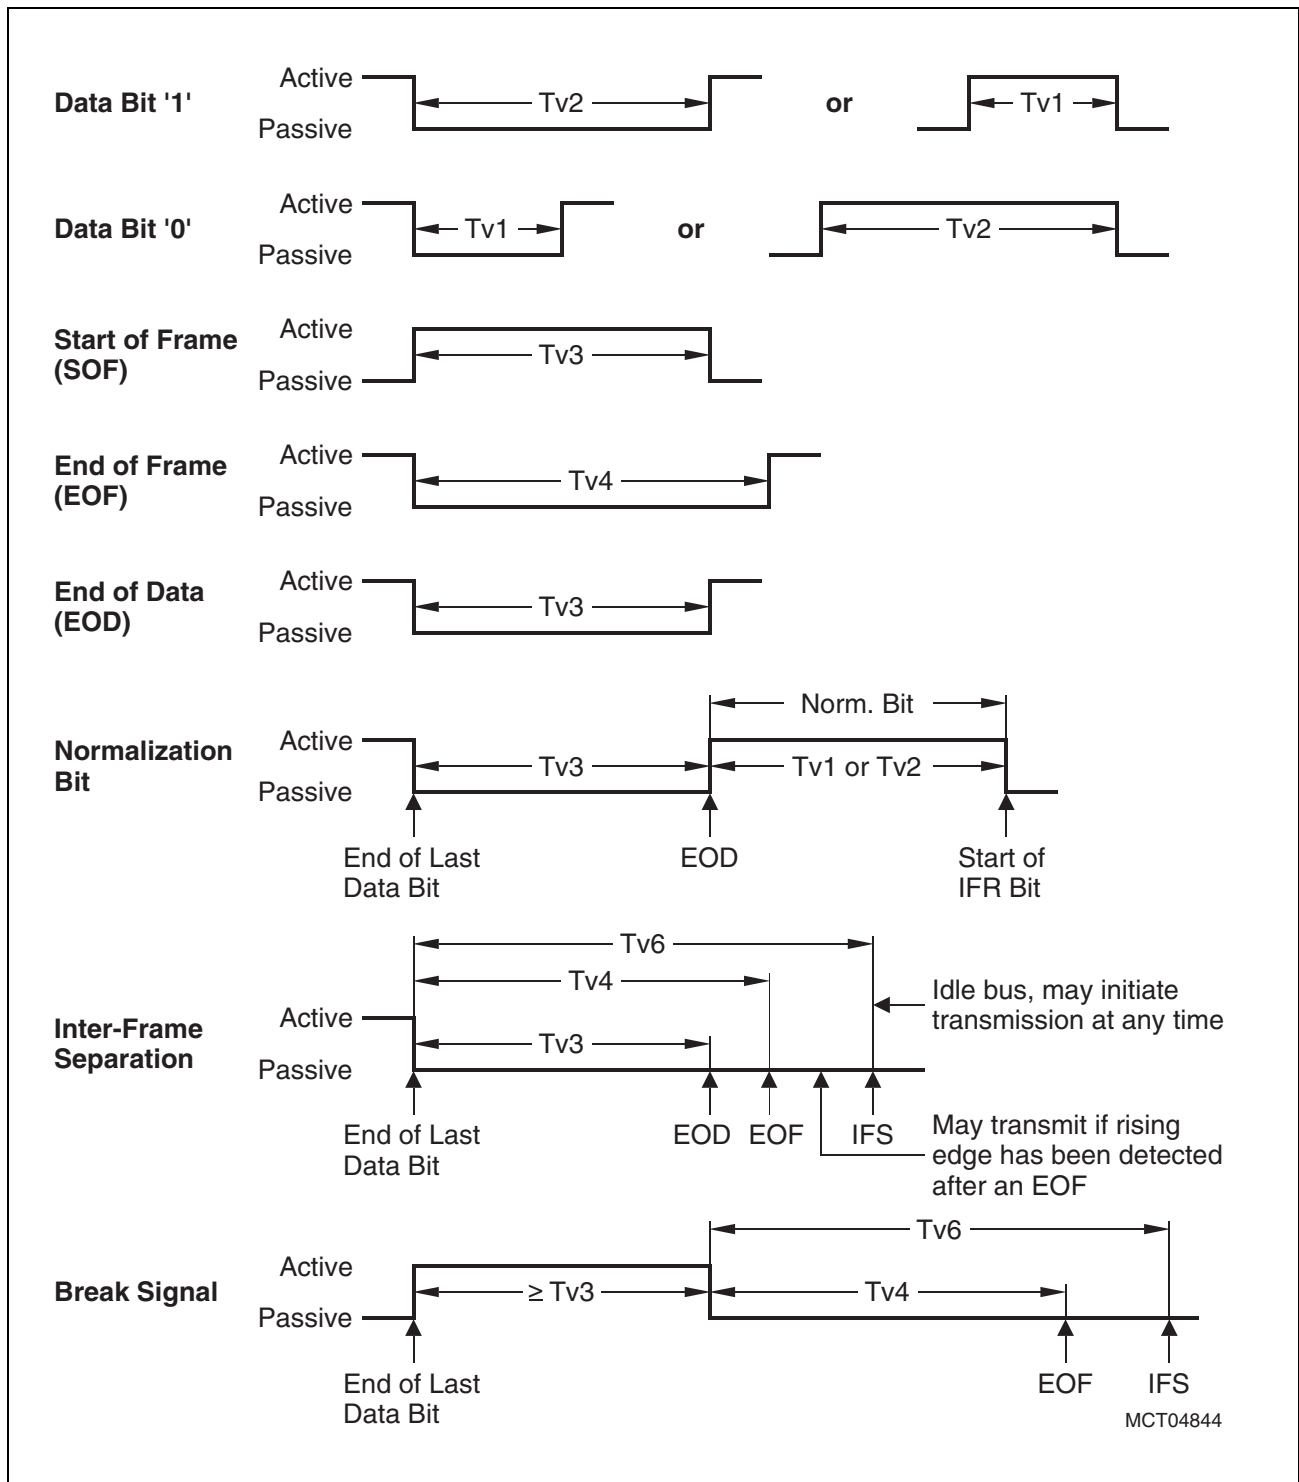 Data Bit '1'
Active
Passive
Tv2
or
Tv1
Data Bit '0'
Active
Passive
Tv1
or
Tv2
Start of Frame
(SOF)
Active
Passive
Tv3
End of Frame
(EOF)
Active
Passive
Tv4
End of Data
(EOD)
Active
Passive
Tv3
Normalization
Bit
Active
Passive
Norm. Bit
Tv3
Tv1 or Tv2
End of Last
Data Bit
EOD
Start of
IFR Bit
Inter-Frame
Separation
Active
Passive
Tv6
Tv4
Tv3
Idle bus, may initiate
transmission at any time
End of Last
Data Bit
EOD
EOF
IFS
May transmit if rising
edge has been detected
after an EOF
Break Signal
Active
Passive
Tv6
≥ Tv3
Tv4
End of Last
Data Bit
EOF
IFS
MCT04844